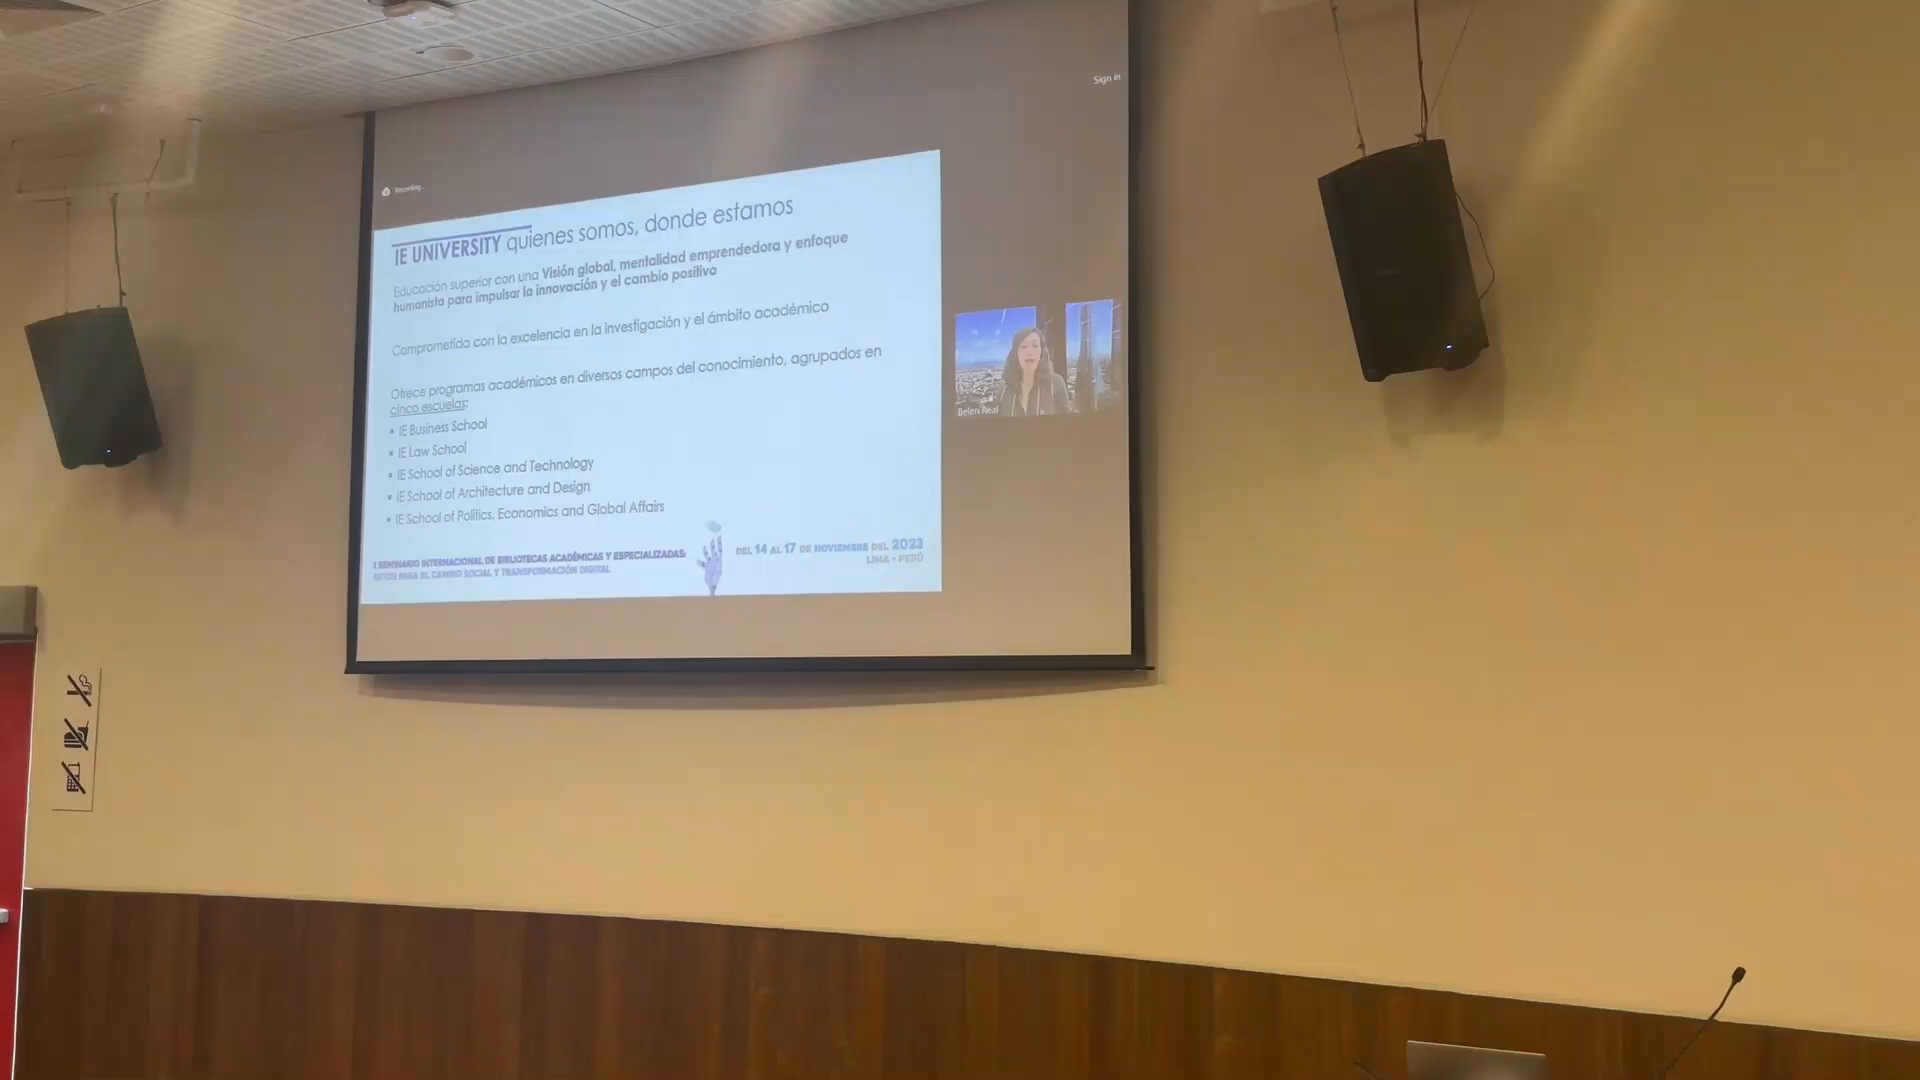 Sign in
Recording...
IE UNIVERSITY quienes somos, donde estamos
Educación superior con una Visión global, mentalidad emprendedora y enfoque
humanista para impulsar la innovación y el cambio positivo
Comprometida con la excelencia en la investigación y el ámbito académico
Ofrece programas académicos en diversos campos del conocimiento, agrupados en
cinco escuelas:
• IE Business School
• IE Law School
• IE School of Science and Technology
• IE School of Architecture and Design
• IE School of Politics, Economics and Global Affairs
Belen Real
I SEMINARIO INTERNACIONAL DE BIBLIOTECAS ACADÉMICAS Y ESPECIALIZADAS:
RETOS PARA EL CAMBIO SOCIAL Y TRANSFORMACIÓN DIGITAL
DEL 14 AL 17 DE NOVIEMBRE DEL 2023
LIMA - PERÚ